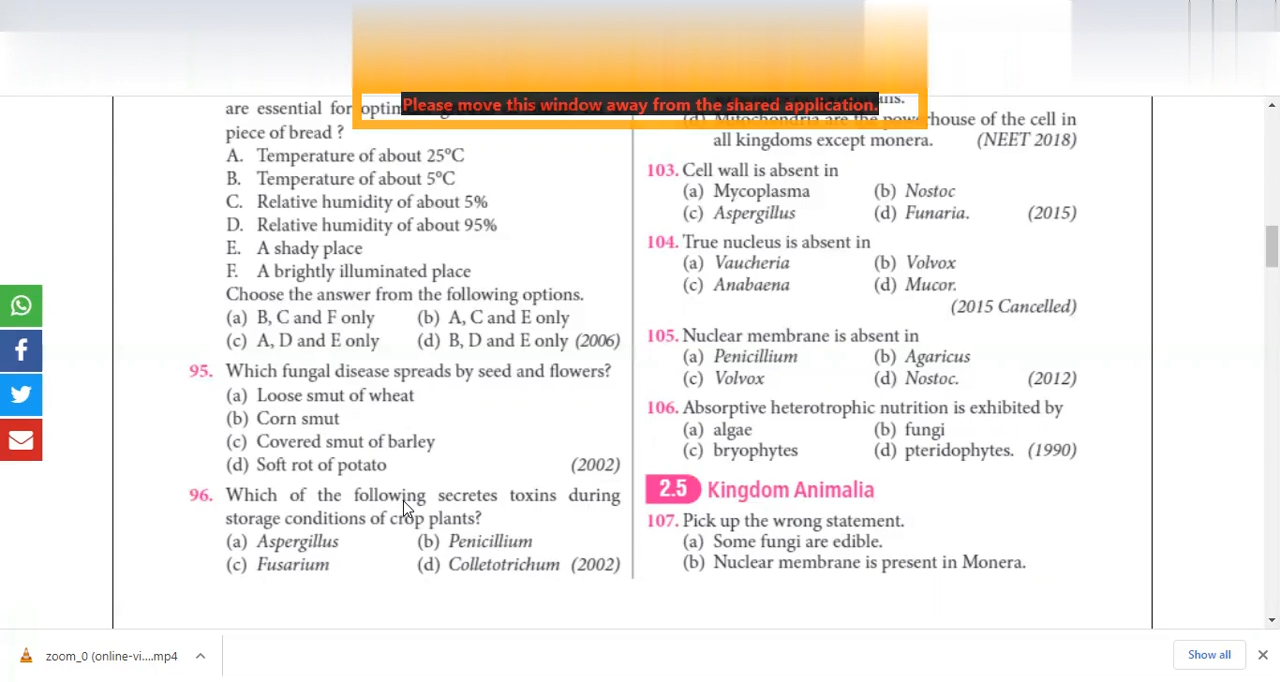 Please move this window away from the shared application.
are essential for optim
piece of bread ?
A. Temperature of about 25°C
B. Temperature of about 5°C
C. Relative humidity of about 5%
D. Relative humidity of about 95%
E. A shady place
F. A brightly illuminated place
Choose the answer from the following options.
(a) B, C and F only (b) A, C and E only
(c) A, D and E only (d) B, D and E only (2006)
95. Which fungal disease spreads by seed and flowers?
(a) Loose smut of wheat
(b) Corn smut
(c) Covered smut of barley
(d) Soft rot of potato (2002)
96. Which of the following secretes toxins during
storage conditions of crop plants?
(a) Aspergillus (b) Penicillium
(c) Fusarium (d) Colletotrichum (2002)
(d) Mitochondria are the powerhouse of the cell in
all kingdoms except monera. (NEET 2018)
103. Cell wall is absent in
(a) Mycoplasma (b) Nostoc
(c) Aspergillus (d) Funaria. (2015)
104. True nucleus is absent in
(a) Vaucheria (b) Volvox
(c) Anabaena (d) Mucor.
(2015 Cancelled)
105. Nuclear membrane is absent in
(a) Penicillium (b) Agaricus
(c) Volvox (d) Nostoc. (2012)
106. Absorptive heterotrophic nutrition is exhibited by
(a) algae (b) fungi
(c) bryophytes (d) pteridophytes. (1990)
2.5 Kingdom Animalia
107. Pick up the wrong statement.
(a) Some fungi are edible.
(b) Nuclear membrane is present in Monera.
zoom_0 (online-vi....mp4
Show all